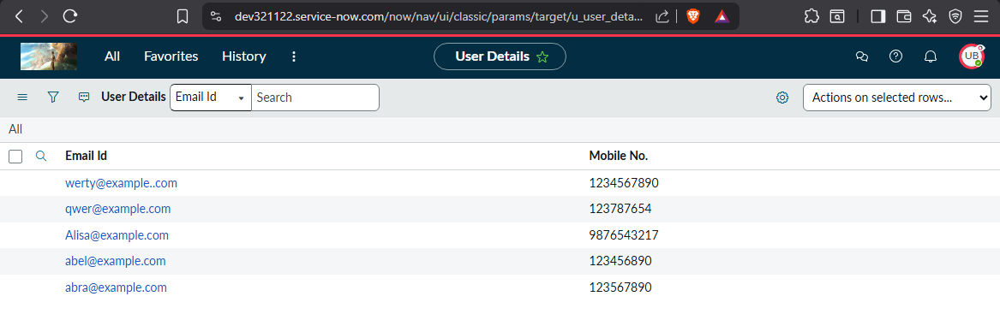 dev321122.service-now.com/now/nav/ui/classic/params/target/u_user_deta...
All Favorites History User Details UB
User Details Email Id Search Actions on selected rows...
All
Email Id Mobile No.
werty@example..com 1234567890
qwer@example.com 123787654
Alisa@example.com 9876543217
abel@example.com 123456890
abra@example.com 123567890